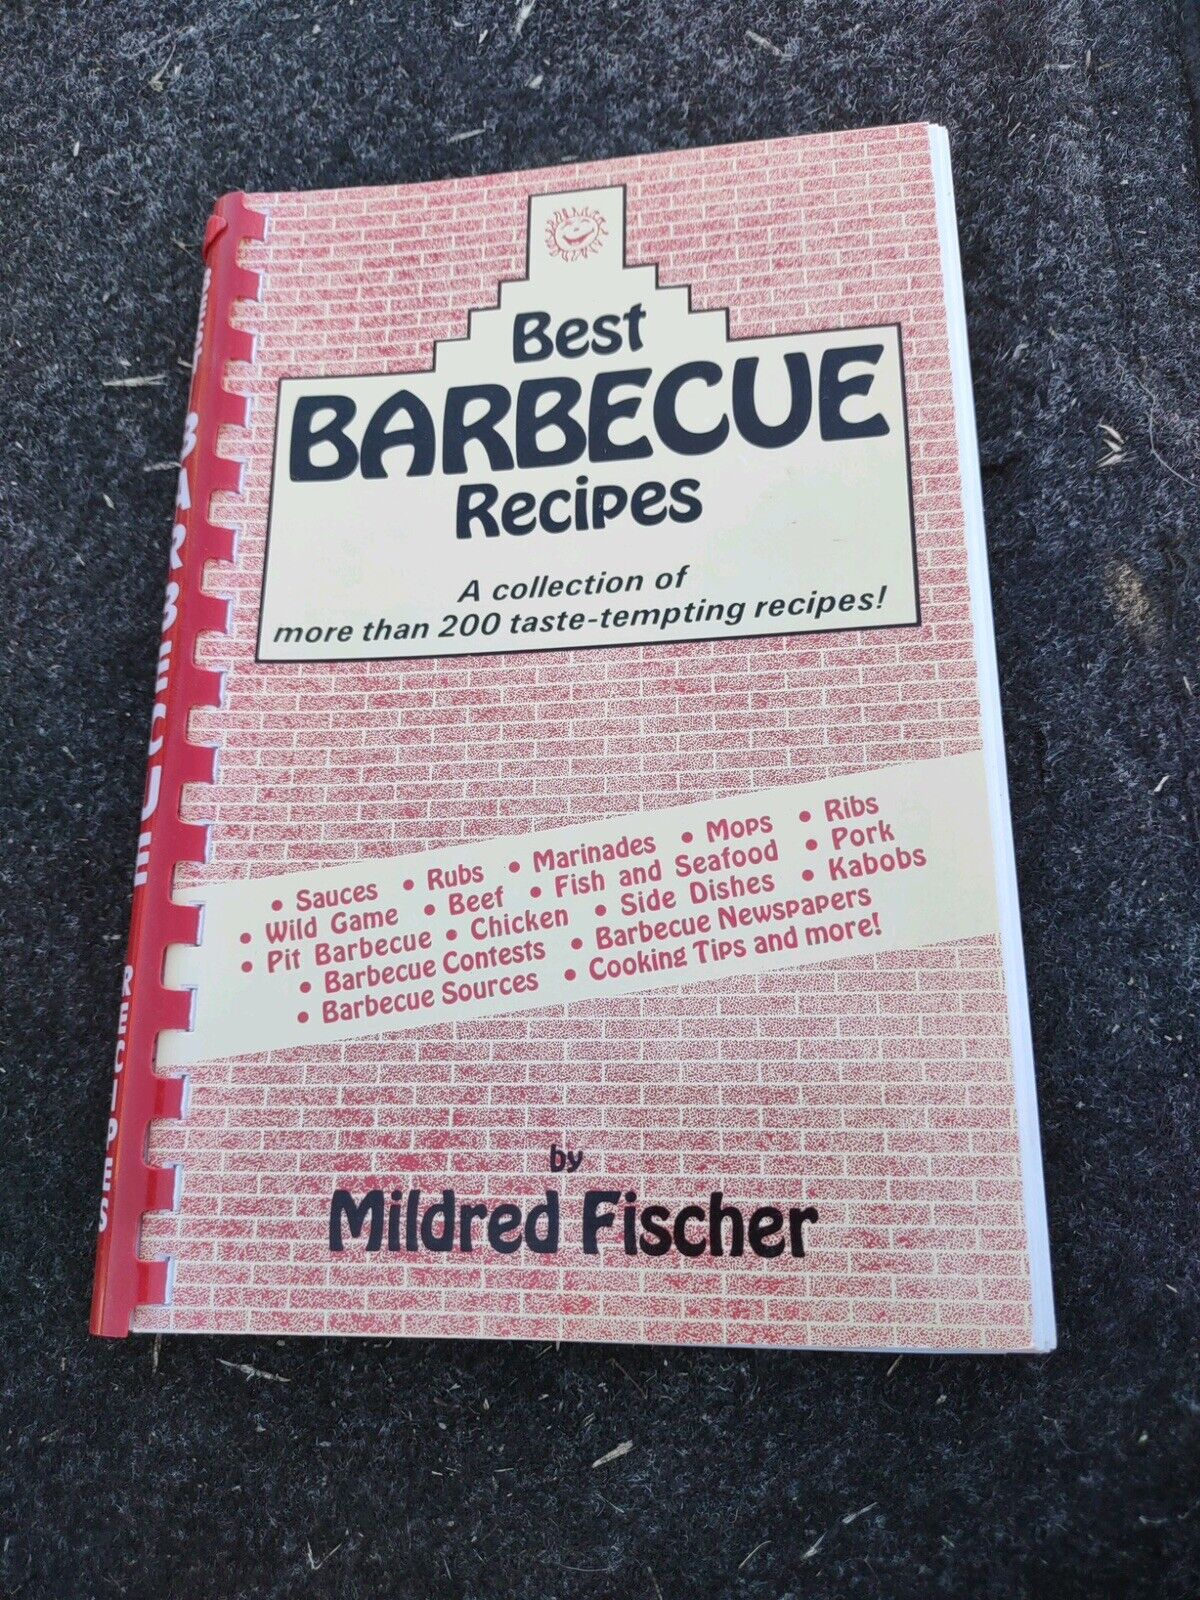 Best
BARBECUE
Recipes
A collection of
more than 200 taste-tempting recipes!
• Sauces • Rubs • Marinades • Mops • Ribs
• Wild Game • Beef • Fish and Seafood • Pork
• Pit Barbecue • Chicken • Side Dishes • Kabobs
• Barbecue Contests • Barbecue Newspapers
• Barbecue Sources • Cooking Tips and more!
by
Mildred Fischer
BARBECUE RECIPES